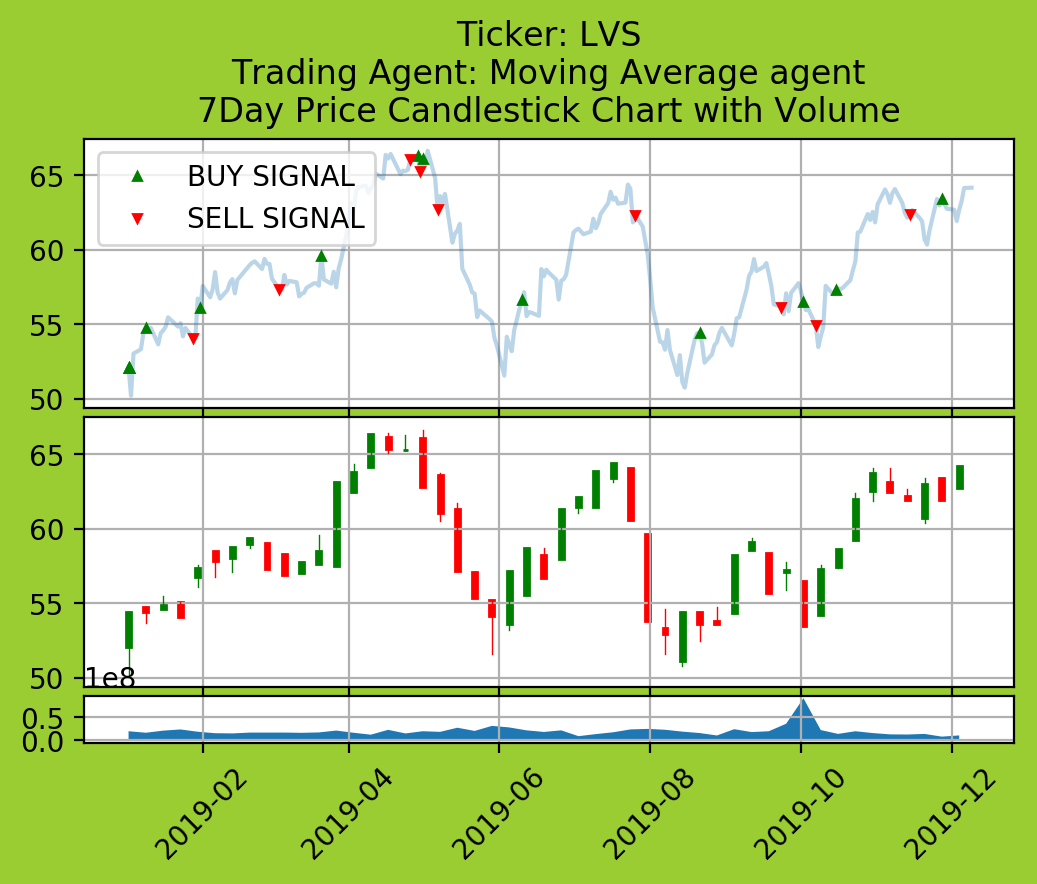 Ticker: LVS
Trading Agent: Moving Average agent
7Day Price Candlestick Chart with Volume
BUY SIGNAL
SELL SIGNAL
65
60
55
50
65
60
55
50
1e8
0.5
0.0
2019-02
2019-04
2019-06
2019-08
2019-10
2019-12